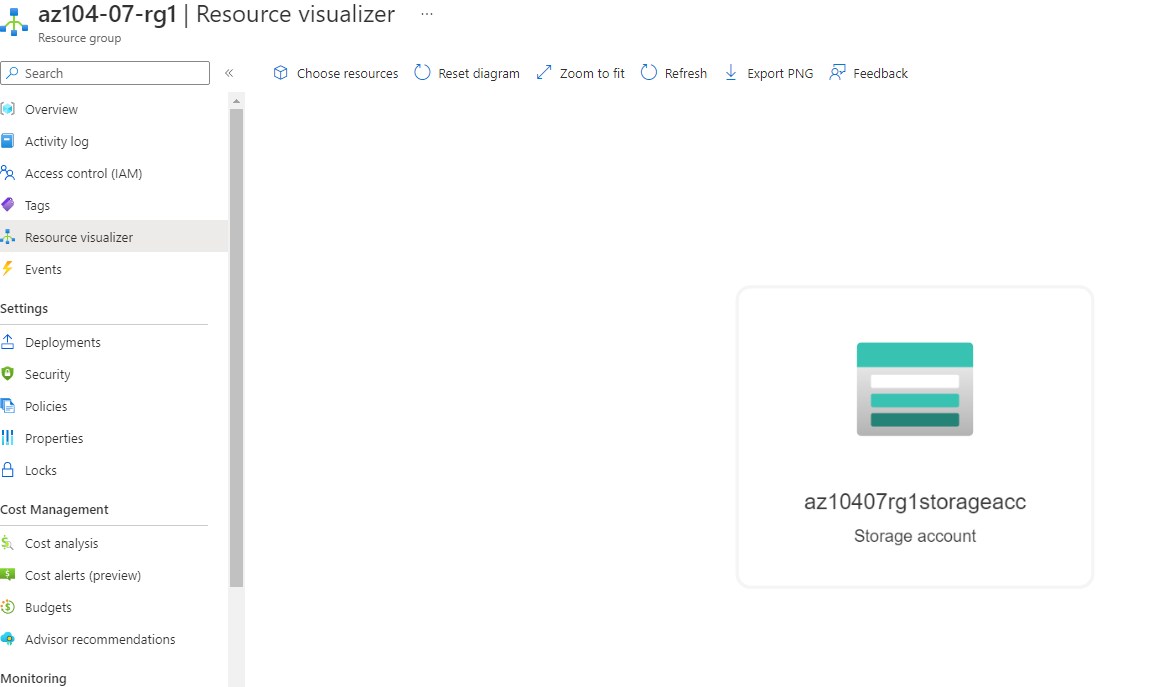 az104-07-rg1 | Resource visualizer ...
Resource group
Search «
Choose resources Reset diagram Zoom to fit Refresh Export PNG Feedback
Overview
Activity log
Access control (IAM)
Tags
Resource visualizer
Events
Settings
Deployments
Security
Policies
Properties
Locks
Cost Management
Cost analysis
Cost alerts (preview)
Budgets
Advisor recommendations
Monitoring
az10407rg1storageacc
Storage account